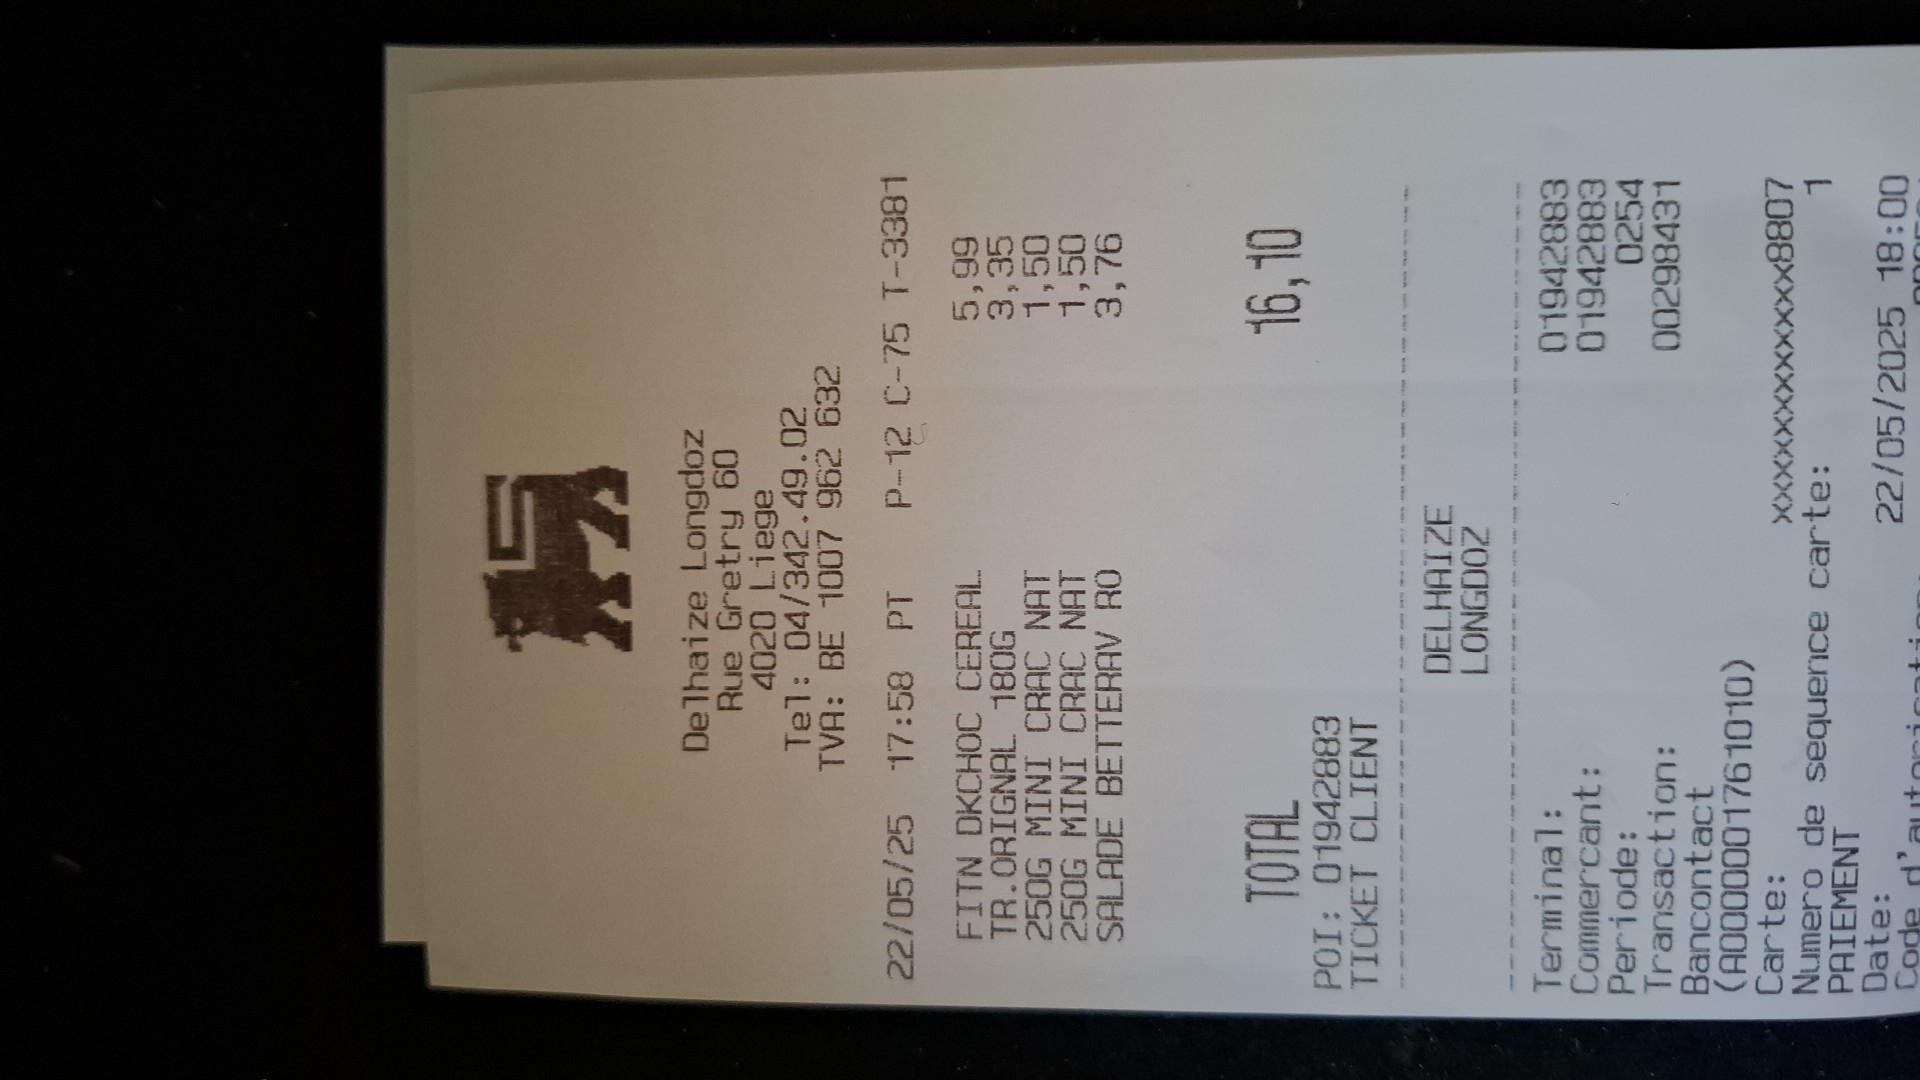 Delhaize Longdoz
Rue Gretry 60
4020 Liege
Tel: 04/342.49.02
TVA: BE 1007 962 632
22/05/25 17:58 PT P-12 C-75 T-3381
FITN DKCHOC CEREAL 5,99
TR.ORIGNAL 180G 3,35
250G MINI CRAC NAT 1,50
250G MINI CRAC NAT 1,50
SALADE BETTERAV RO 3,76
TOTAL 16,10
POI: 01942883
TICKET CLIENT
DELHAIZE
LONGDOZ
Terminal: 01942883
Commercant: 01942883
Periode: 0254
Transaction: 00298431
Bancontact
(A0000001761010)
Carte: xxxxxxxxxxxxx8807
Numero de sequence carte: 1
PAIEMENT
Date: 22/05/2025 18:00
Code d'autorisation